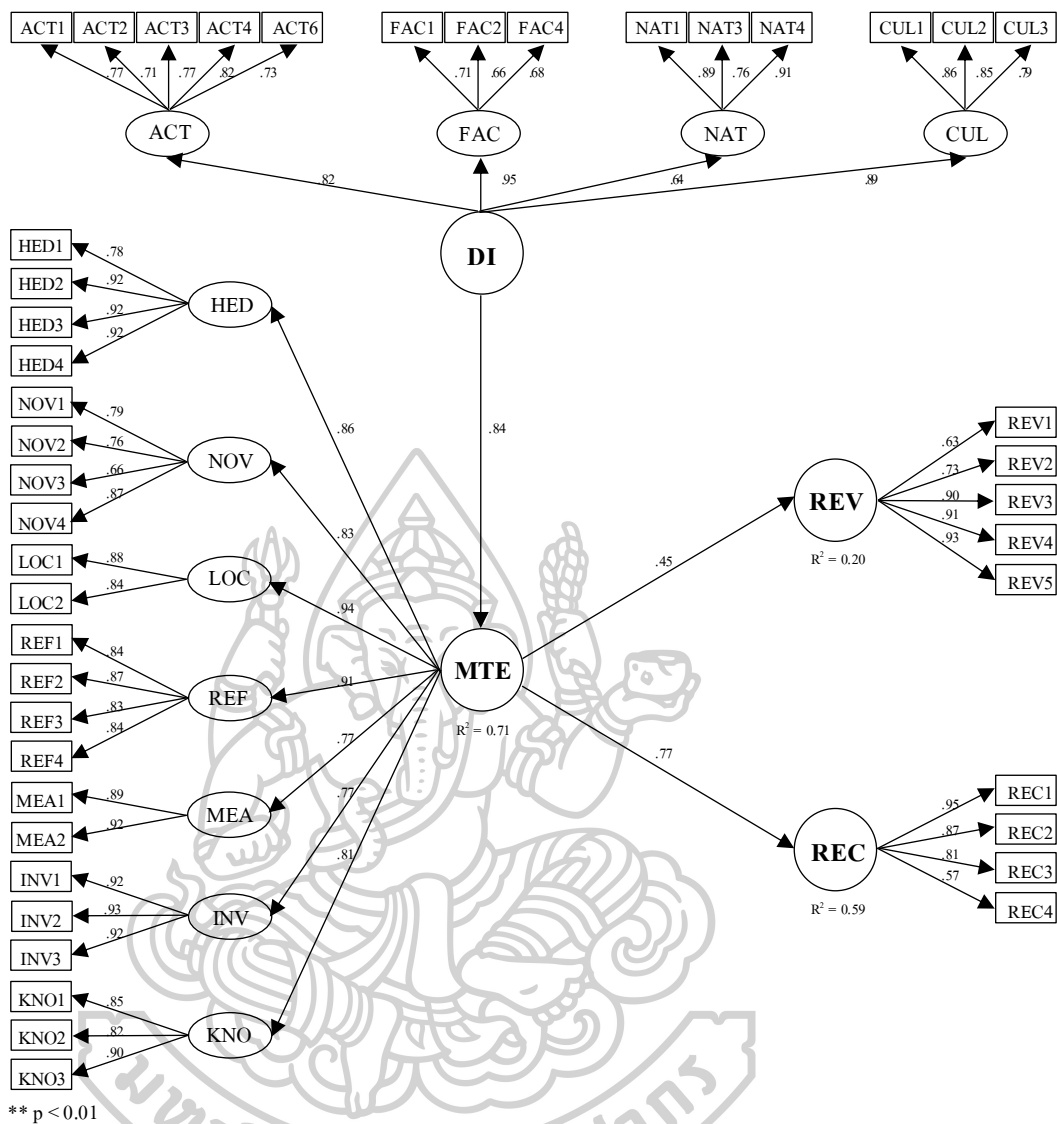 ACT1 ACT2 ACT3 ACT4 ACT6 FAC1 FAC2 FAC4 NAT1 NAT3 NAT4 CUL1 CUL2 CUL3
.77 .71 .77 .82 .73 .71 .66 .68 .89 .76 .91 .86 .85 .79
ACT FAC NAT CUL
.82 .95 .64 .89
DI
HED1
HED2
HED3
HED4
.78
.92
.92
.92
HED
NOV1
NOV2
NOV3
NOV4
.79
.76
.66
.87
NOV
LOC1
LOC2
.88
.84
LOC
REF1
REF2
REF3
REF4
.84
.87
.83
.84
REF
MEA1
MEA2
.89
.92
MEA
INV1
INV2
INV3
.92
.93
.92
INV
KNO1
KNO2
KNO3
.85
.82
.90
KNO
.86
.83
.94
.91
.77
.77
.81
.84
MTE
R² = 0.71
.45
.77
REV
R² = 0.20
.63
.73
.90
.91
.93
REV1
REV2
REV3
REV4
REV5
REC
R² = 0.59
.95
.87
.81
.57
REC1
REC2
REC3
REC4
** p < 0.01